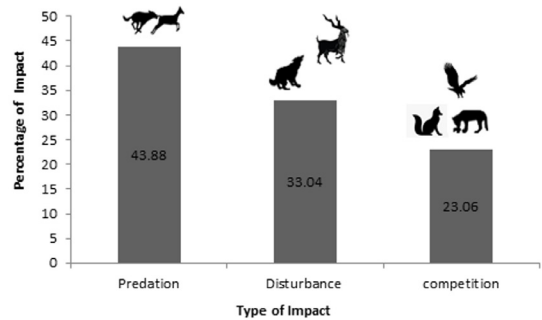 Percentage of Impact
50
45
40
35
30
25
20
15
10
5
0
43.88
33.04
23.06
Predation
Disturbance
competition
Type of Impact